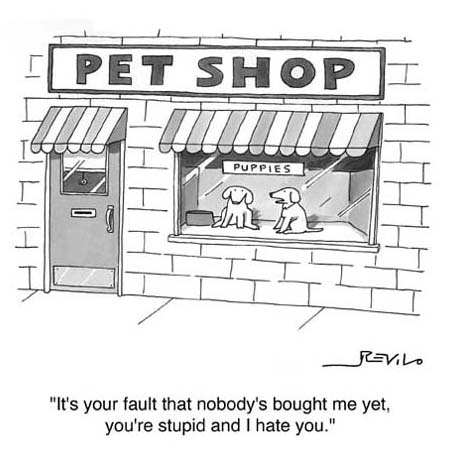 PET SHOP
PUPPIES
REVILO
"It's your fault that nobody's bought me yet,
you're stupid and I hate you."